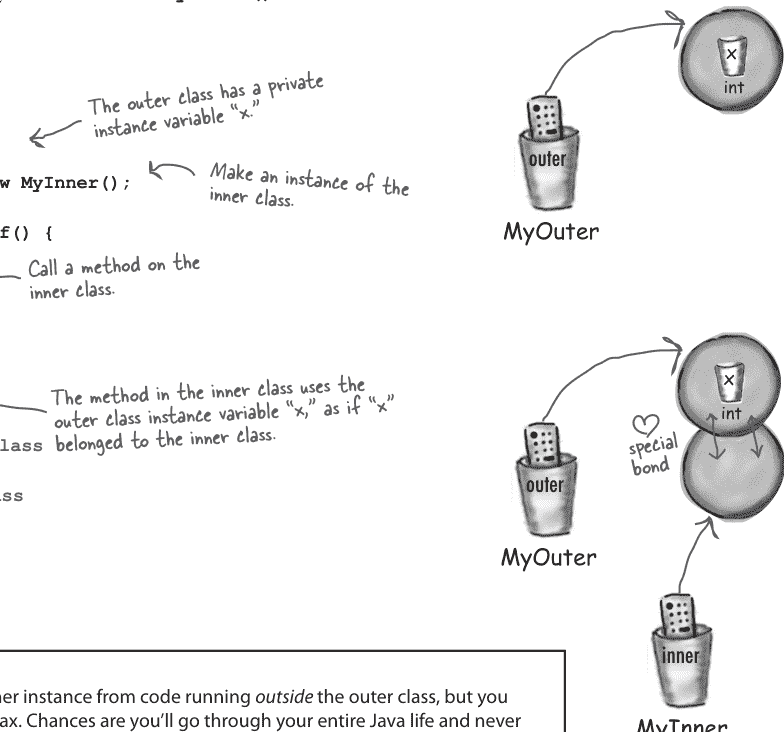 The outer class has a private
instance variable "x."
w MyInner();
Make an instance of the
inner class.
f() {
Call a method on the
inner class.
The method in the inner class uses the
outer class instance variable "x," as if "x"
belonged to the inner class.
lass
ss
x
int
outer
MyOuter
x
int
special
bond
outer
MyOuter
inner
MyInner
ner instance from code running outside the outer class, but you
ax. Chances are you'll go through your entire Java life and never